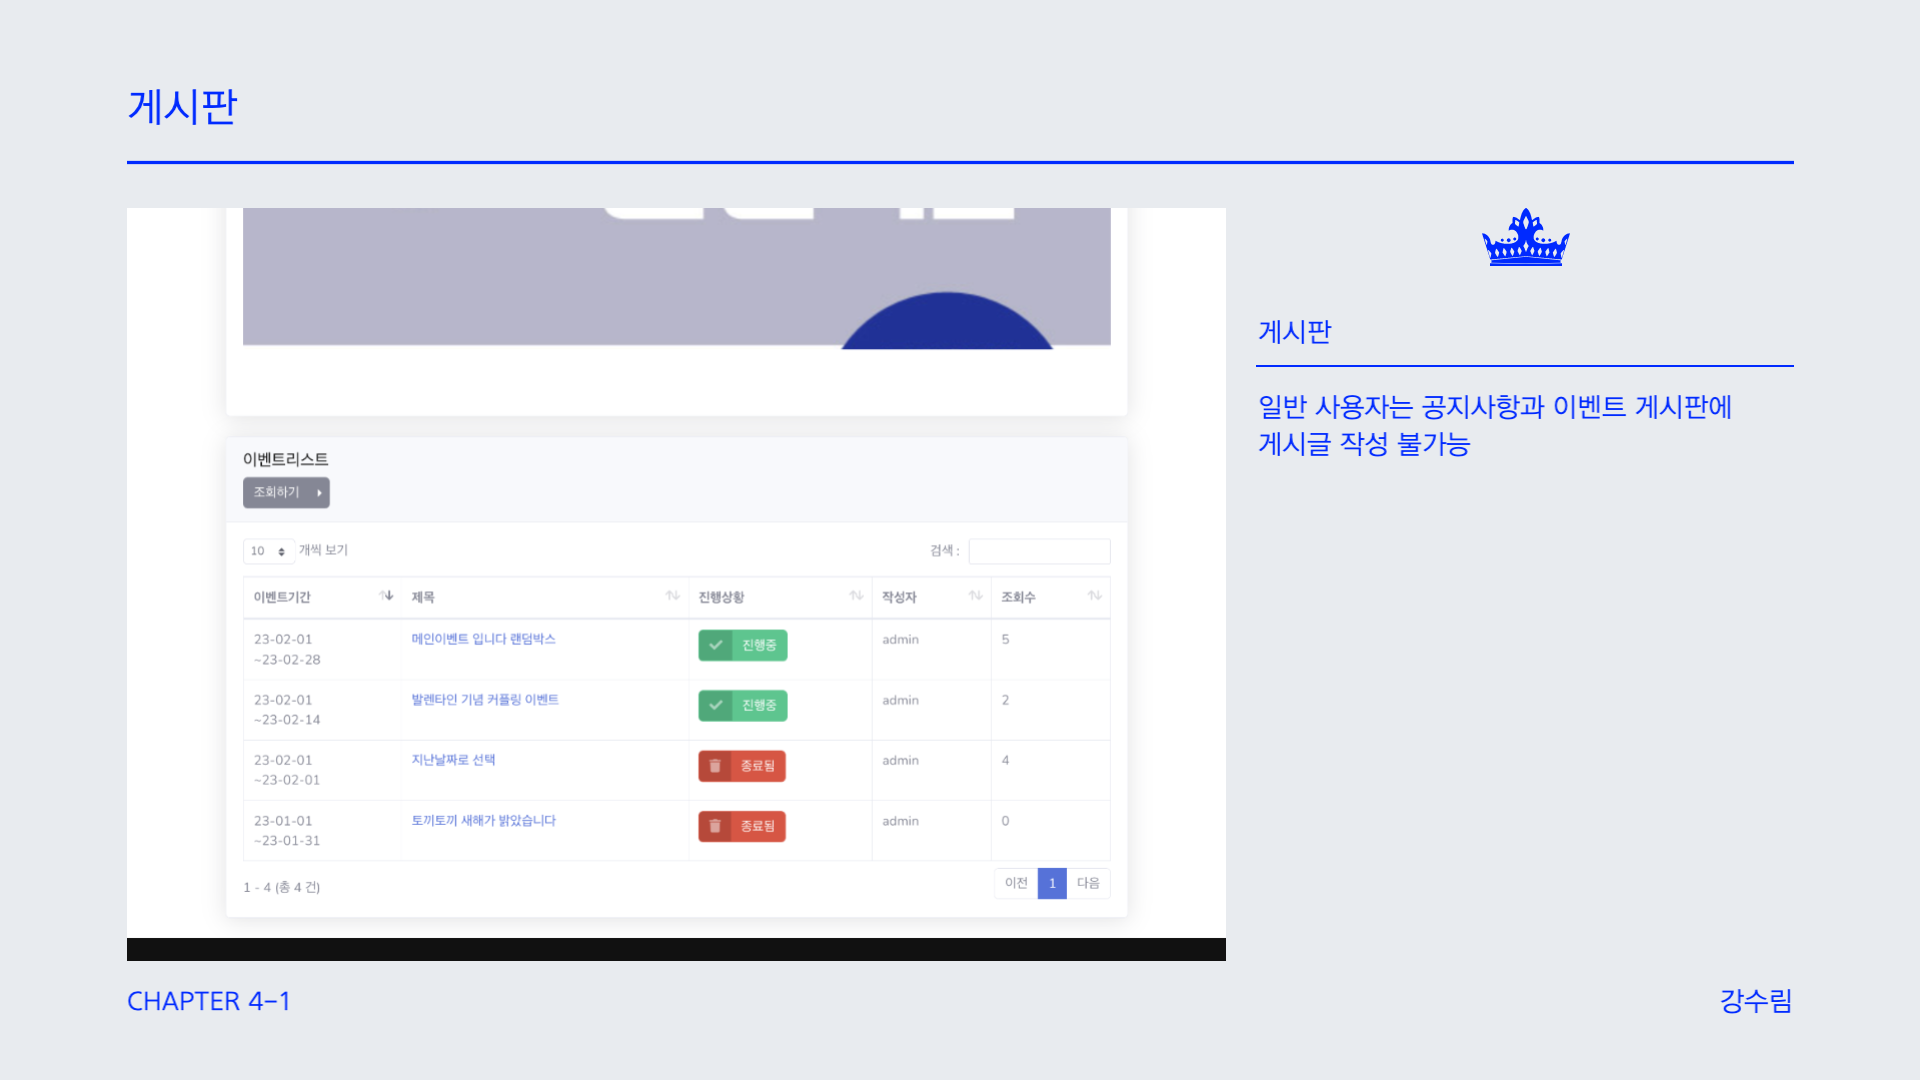 게시판
이벤트리스트
조회하기
10 개씩 보기
검색 :
이벤트기간 제목 진행상황 작성자 조회수
23-02-01
~23-02-28
메인이벤트 입니다 랜덤박스 진행중 admin 5
23-02-01
~23-02-14
발렌타인 기념 커플링 이벤트 진행중 admin 2
23-02-01
~23-02-01
지난날짜로 선택 종료됨 admin 4
23-01-01
~23-01-31
토끼토끼 새해가 밝았습니다 종료됨 admin 0
1 - 4 (총 4 건)
이전 1 다음
게시판
일반 사용자는 공지사항과 이벤트 게시판에
게시글 작성 불가능
CHAPTER 4-1
강수림